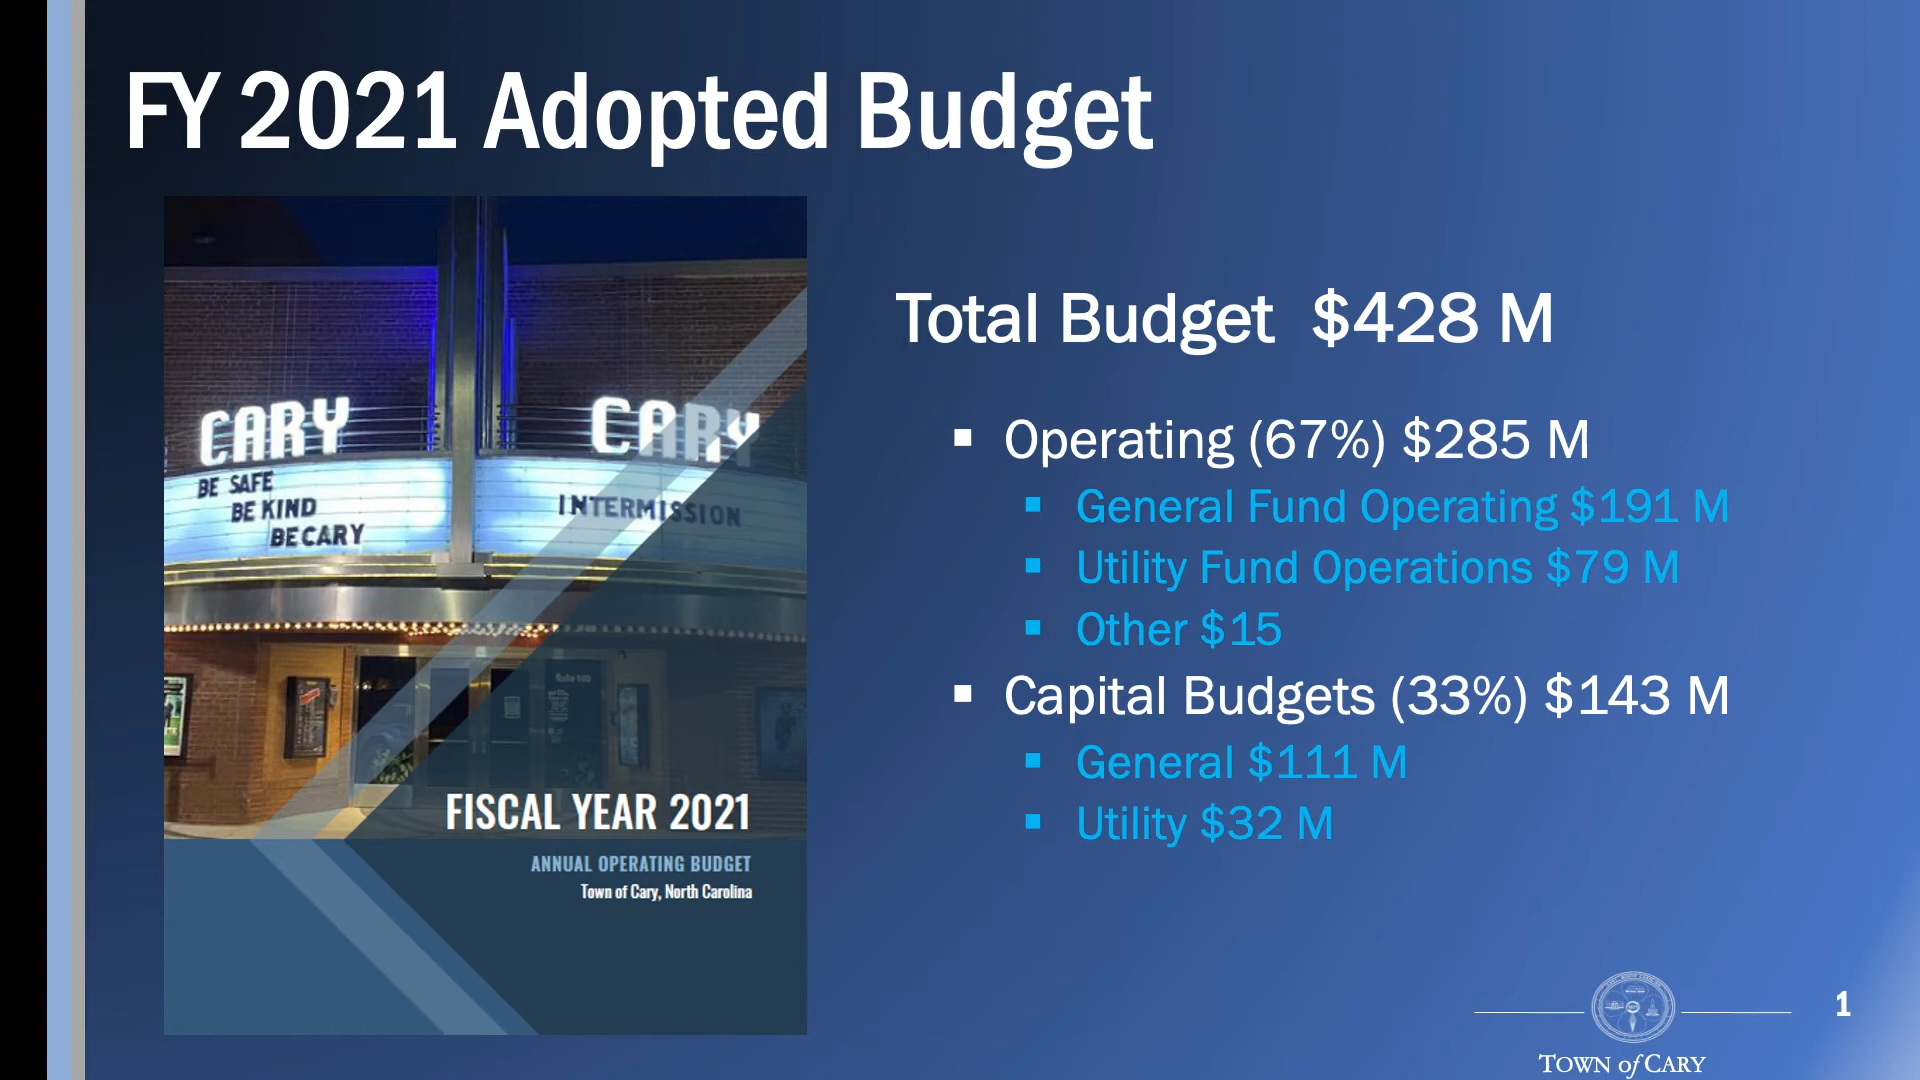 FY 2021 Adopted Budget
CARY
CARY
BE SAFE
BE KIND
BE CARY
INTERMISSION
FISCAL YEAR 2021
ANNUAL OPERATING BUDGET
Town of Cary, North Carolina
Total Budget $428 M
▪ Operating (67%) $285 M
▪ General Fund Operating $191 M
▪ Utility Fund Operations $79 M
▪ Other $15
▪ Capital Budgets (33%) $143 M
▪ General $111 M
▪ Utility $32 M
TOWN of CARY
1